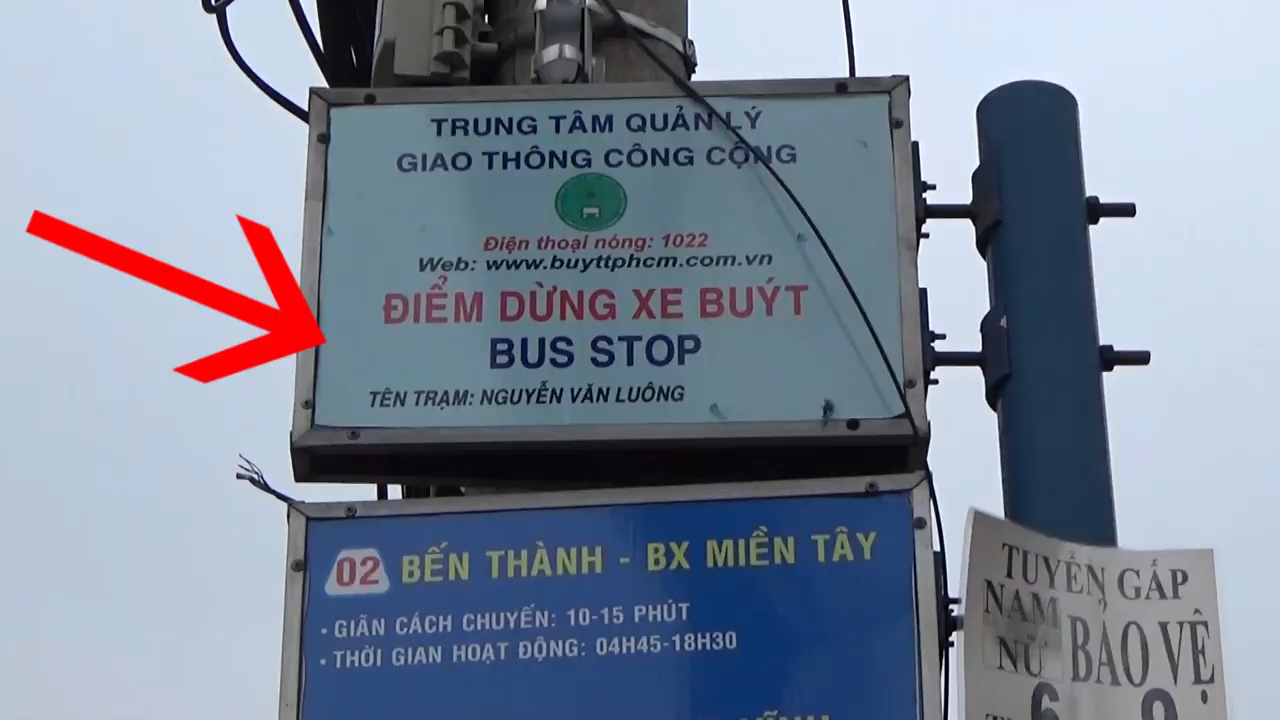 TRUNG TÂM QUẢN LÝ
GIAO THÔNG CÔNG CỘNG
Điện thoại nóng: 1022
Web: www.buyttphcm.com.vn
ĐIỂM DỪNG XE BUÝT
BUS STOP
TÊN TRẠM: NGUYỄN VĂN LUÔNG
02 BẾN THÀNH - BX MIỀN TÂY
• GIÃN CÁCH CHUYẾN: 10-15 PHÚT
• THỜI GIAN HOẠT ĐỘNG: 04H45-18H30
TUYỂN GẤP
NAM
NỮ
BẢO VỆ